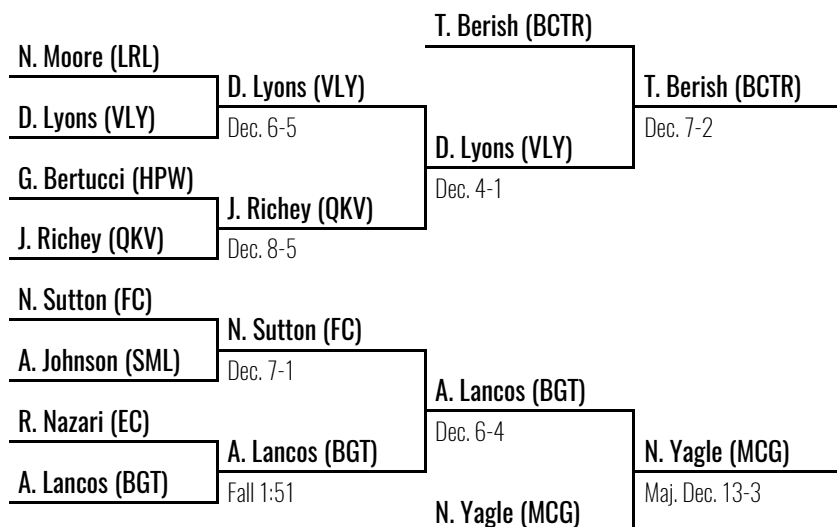 T. Berish (BCTR)
N. Moore (LRL)
D. Lyons (VLY)
T. Berish (BCTR)
D. Lyons (VLY)
Dec. 6-5
Dec. 7-2
D. Lyons (VLY)
G. Bertucci (HPW)
Dec. 4-1
J. Richey (QKV)
J. Richey (QKV)
Dec. 8-5
N. Sutton (FC)
N. Sutton (FC)
A. Johnson (SML)
Dec. 7-1
A. Lancos (BGT)
R. Nazari (EC)
Dec. 6-4
A. Lancos (BGT)
N. Yagle (MCG)
A. Lancos (BGT)
Fall 1:51
Maj. Dec. 13-3
N. Yagle (MCG)